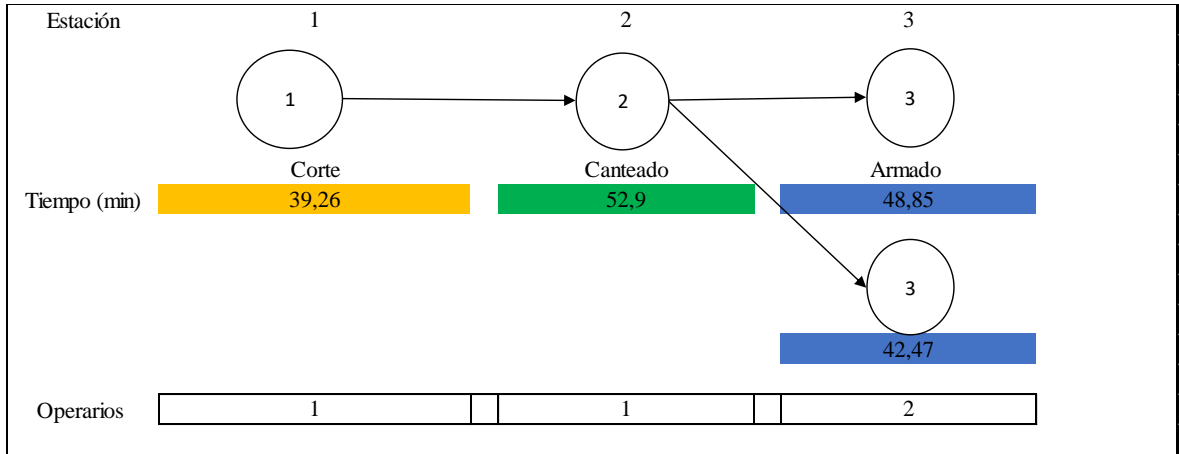 Estación 1 2 3
1 2 3
Corte Canteado Armado
Tiempo (min) 39,26 52,9 48,85
3
42,47
Operarios 1 1 2